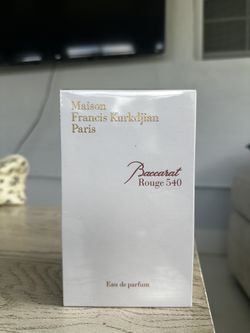 Maison
Francis Kurkdjian
Paris
Baccarat
Rouge 540
Eau de parfum